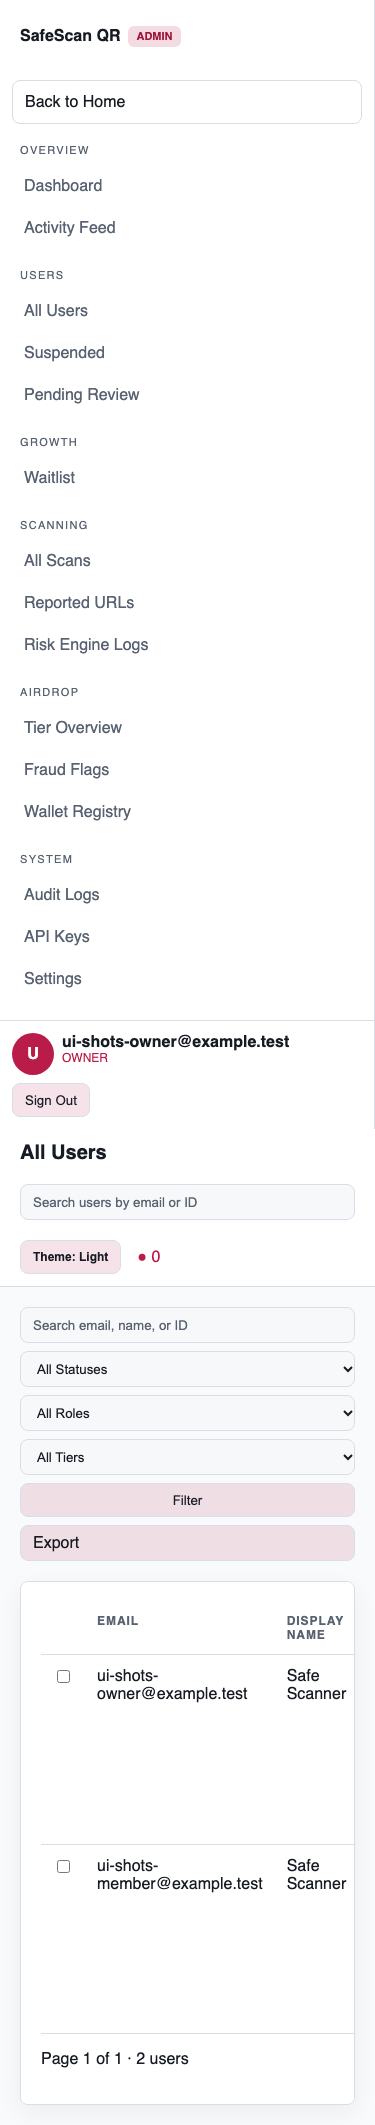 SafeScan QR ADMIN
Back to Home
OVERVIEW
Dashboard
Activity Feed
USERS
All Users
Suspended
Pending Review
GROWTH
Waitlist
SCANNING
All Scans
Reported URLs
Risk Engine Logs
AIRDROP
Tier Overview
Fraud Flags
Wallet Registry
SYSTEM
Audit Logs
API Keys
Settings
U
ui-shots-owner@example.test
OWNER
Sign Out
All Users
Search users by email or ID
Theme: Light
0
Search email, name, or ID
All Statuses
All Roles
All Tiers
Filter
Export
EMAIL DISPLAY
NAME
ui-shots- Safe
owner@example.test Scanner
ui-shots- Safe
member@example.test Scanner
Page 1 of 1 · 2 users